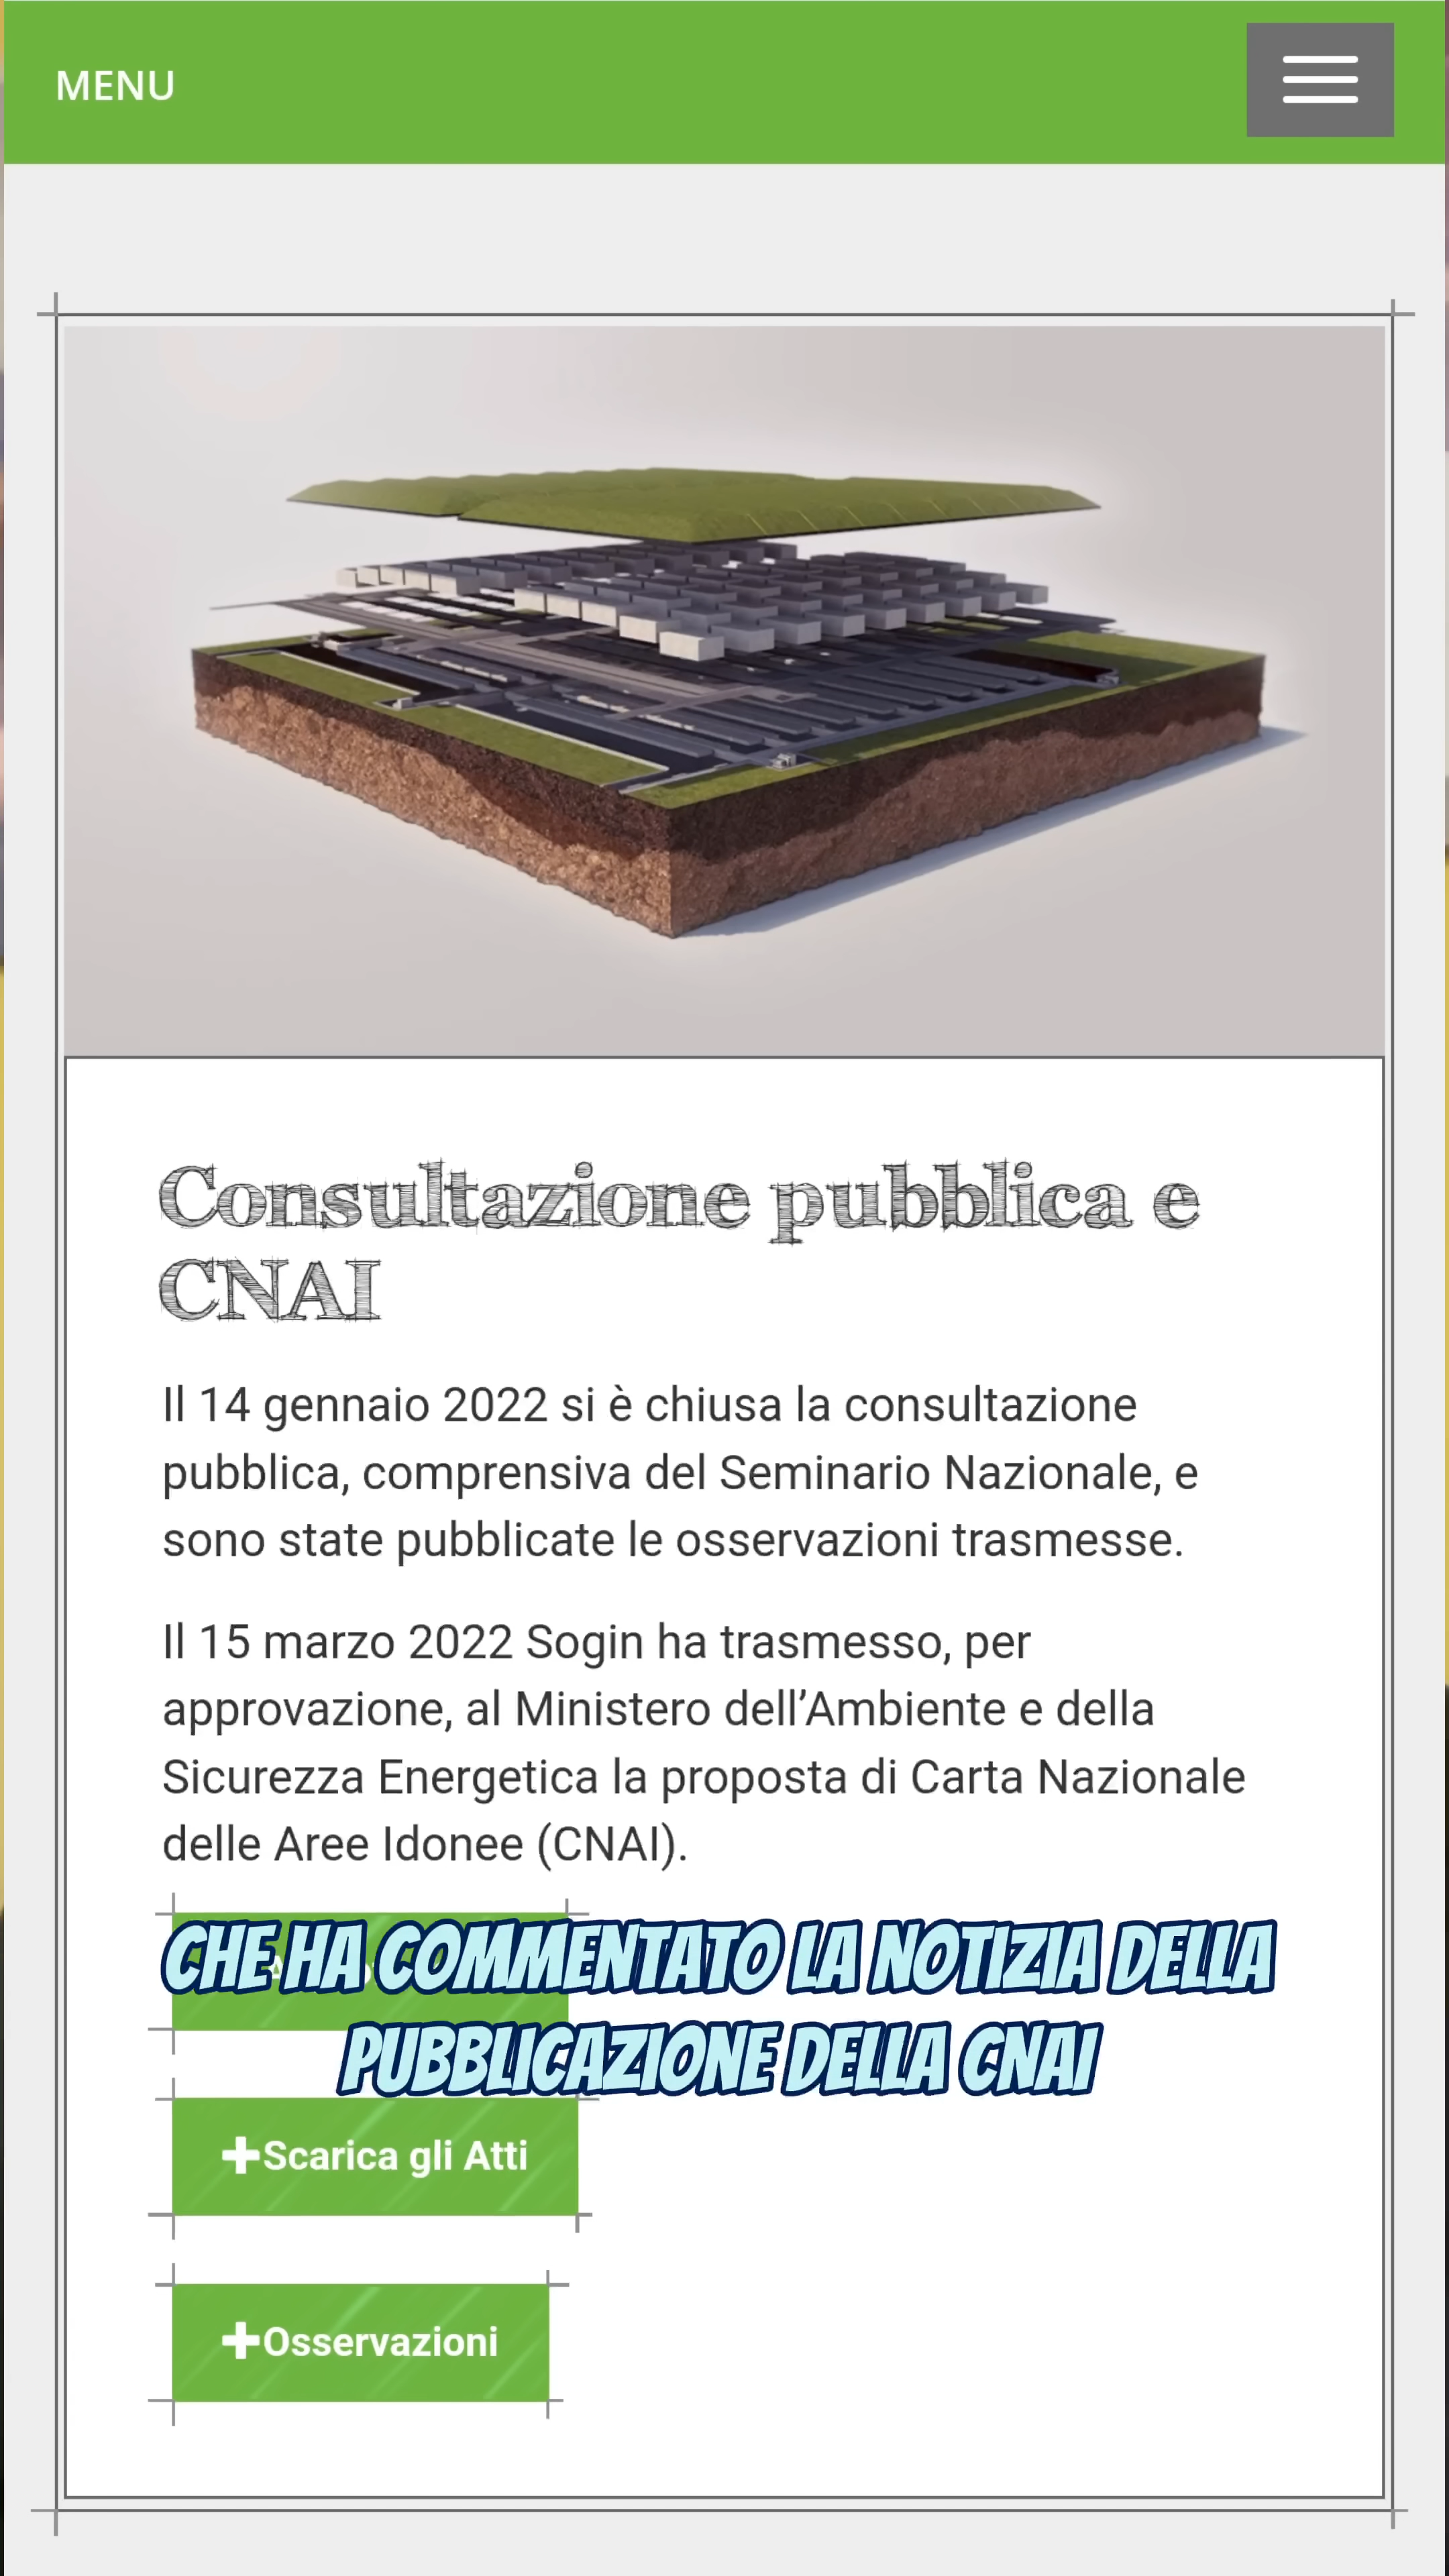 MENU
Consultazione pubblica e
CNAI
Il 14 gennaio 2022 si è chiusa la consultazione
pubblica, comprensiva del Seminario Nazionale, e
sono state pubblicate le osservazioni trasmesse.
Il 15 marzo 2022 Sogin ha trasmesso, per
approvazione, al Ministero dell’Ambiente e della
Sicurezza Energetica la proposta di Carta Nazionale
delle Aree Idonee (CNAI).
CHE HA COMMENTATO LA NOTIZIA DELLA
PUBBLICAZIONE DELLA CNAI
+Scarica gli Atti
+Osservazioni